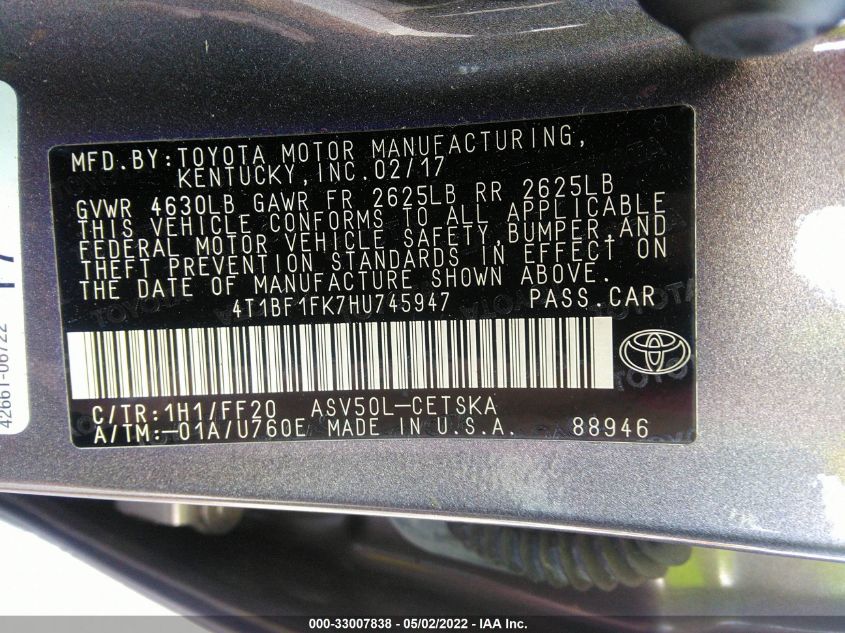 MFD.BY:TOYOTA MOTOR MANUFACTURING,
KENTUCKY,INC.02/17
GVWR 4630LB GAWR FR 2625LB RR 2625LB
THIS VEHICLE CONFORMS TO ALL APPLICABLE
FEDERAL MOTOR VEHICLE SAFETY,BUMPER,AND
THEFT PREVENTION STANDARDS IN EFFECT ON
THE DATE OF MANUFACTURE SHOWN ABOVE.
4T1BF1FK7HU745947 PASS.CAR
C/TR:1H1/FF20 ASV50L-CETSKA
A/TM:-01A/U760E MADE IN U.S.A. 88946
42661-06722
000-33007838 - 05/02/2022 - IAA Inc.